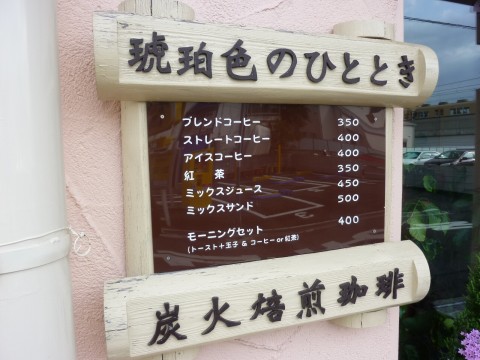 琥珀色のひととき
ブレンドコーヒー 350
ストレートコーヒー 400
アイスコーヒー 400
紅 茶 350
ミックスジュース 450
ミックスサンド 500
モーニングセット 400
(トースト+玉子 & コーヒー or 紅茶)
炭火焙煎珈琲